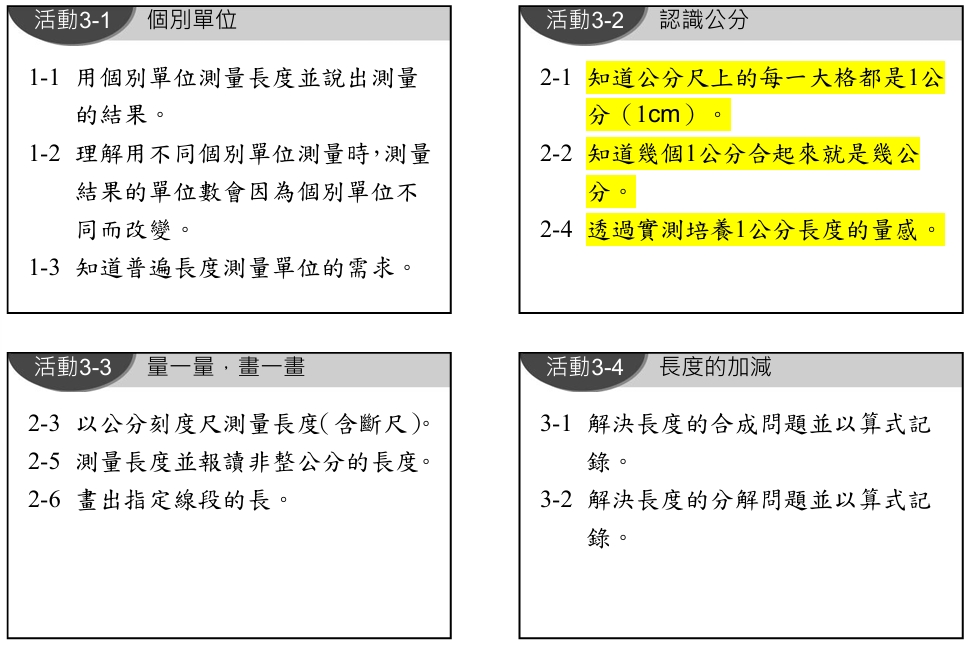 活動3-1 個別單位
1-1 用個別單位測量長度並說出測量
的結果。
1-2 理解用不同個別單位測量時,測量
結果的單位數會因為個別單位不
同而改變。
1-3 知道普遍長度測量單位的需求。
活動3-2 認識公分
2-1 知道公分尺上的每一大格都是1公
分（1cm）。
2-2 知道幾個1公分合起來就是幾公
分。
2-4 透過實測培養1公分長度的量感。
活動3-3 量一量，畫一畫
2-3 以公分刻度尺測量長度(含斷尺)。
2-5 測量長度並報讀非整公分的長度。
2-6 畫出指定線段的長。
活動3-4 長度的加減
3-1 解決長度的合成問題並以算式記
錄。
3-2 解決長度的分解問題並以算式記
錄。